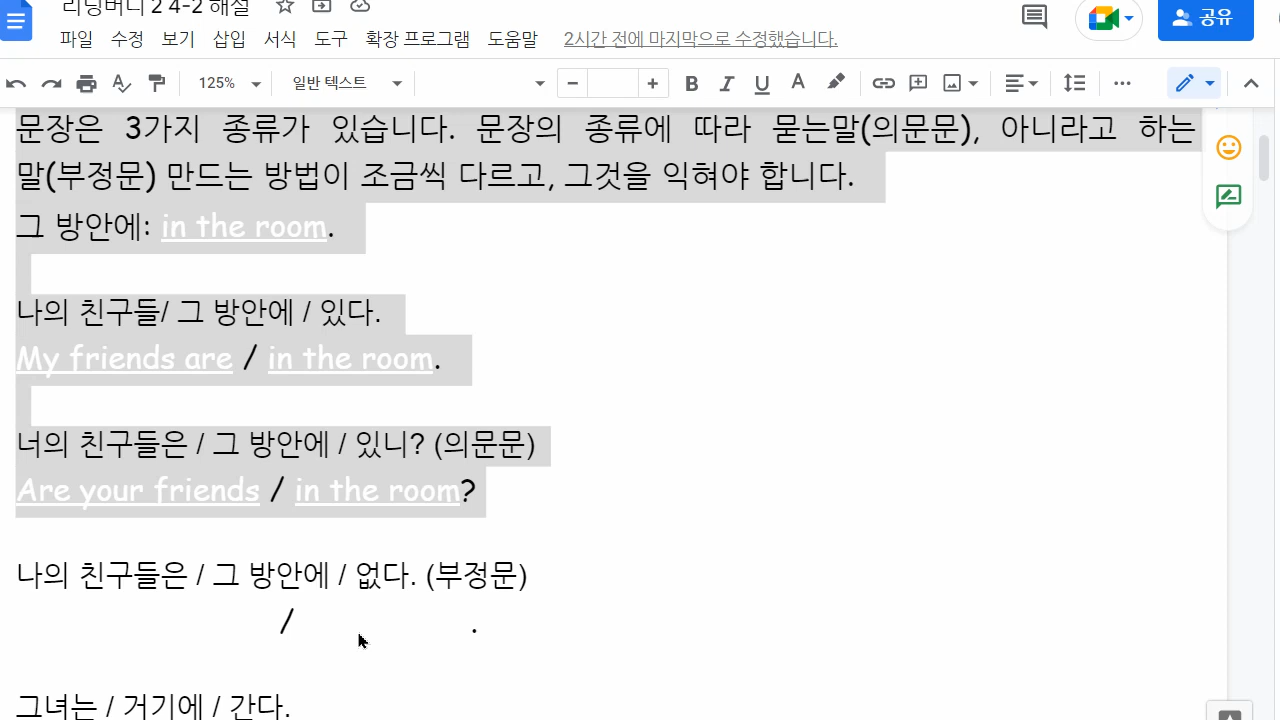 리딩버디 2 4-2 해설
파일 수정 보기 삽입 서식 도구 확장 프로그램 도움말 2시간 전에 마지막으로 수정했습니다.
공유
125% 일반 텍스트 − + B I U A
문장은 3가지 종류가 있습니다. 문장의 종류에 따라 묻는말(의문문), 아니라고 하는
말(부정문) 만드는 방법이 조금씩 다르고, 그것을 익혀야 합니다.
그 방안에: in the room.
나의 친구들/ 그 방안에 / 있다.
My friends are / in the room.
너의 친구들은 / 그 방안에 / 있니? (의문문)
Are your friends / in the room?
나의 친구들은 / 그 방안에 / 없다. (부정문)
/ .
그녀는 / 거기에 / 간다.